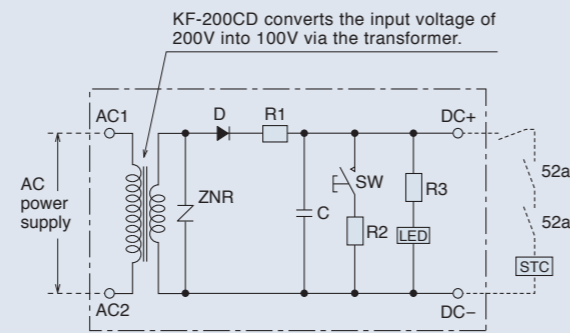 KF-200CD converts the input voltage of
200V into 100V via the transformer.
AC1
D
R1
DC+
AC
power
supply
ZNR
C
SW
R2
R3
LED
52a
52a
STC
AC2
DC−